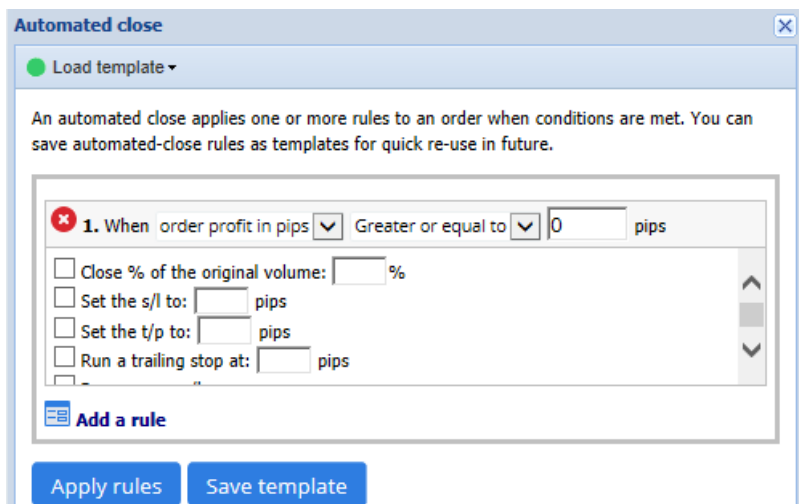 Automated close
Load template
An automated close applies one or more rules to an order when conditions are met. You can
save automated-close rules as templates for quick re-use in future.
1. When order profit in pips Greater or equal to 0 pips
Close % of the original volume: %
Set the s/l to: pips
Set the t/p to: pips
Run a trailing stop at: pips
Add a rule
Apply rules Save template